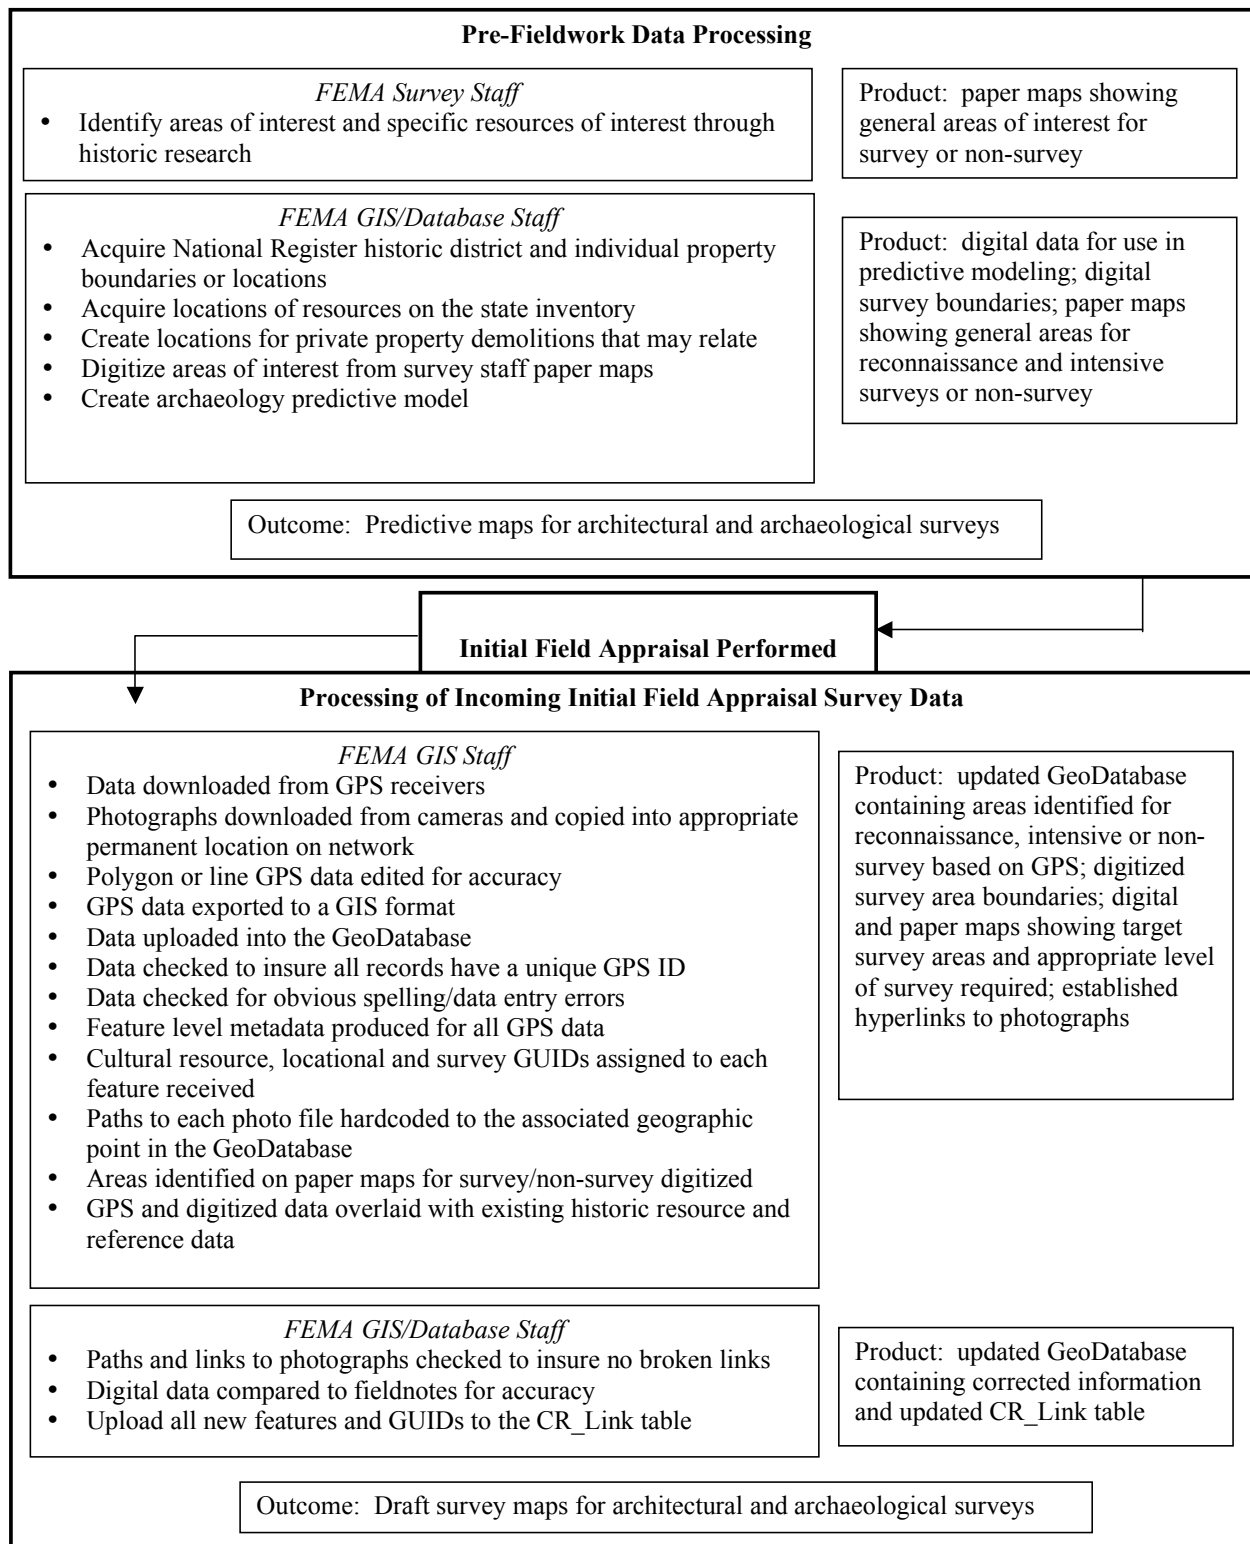 Pre-Fieldwork Data Processing
FEMA Survey Staff
• Identify areas of interest and specific resources of interest through
historic research
Product: paper maps showing
general areas of interest for
survey or non-survey
FEMA GIS/Database Staff
• Acquire National Register historic district and individual property
boundaries or locations
• Acquire locations of resources on the state inventory
• Create locations for private property demolitions that may relate
• Digitize areas of interest from survey staff paper maps
• Create archaeology predictive model
Product: digital data for use in
predictive modeling; digital
survey boundaries; paper maps
showing general areas for
reconnaissance and intensive
surveys or non-survey
Outcome: Predictive maps for architectural and archaeological surveys
Initial Field Appraisal Performed
Processing of Incoming Initial Field Appraisal Survey Data
FEMA GIS Staff
• Data downloaded from GPS receivers
• Photographs downloaded from cameras and copied into appropriate
permanent location on network
• Polygon or line GPS data edited for accuracy
• GPS data exported to a GIS format
• Data uploaded into the GeoDatabase
• Data checked to insure all records have a unique GPS ID
• Data checked for obvious spelling/data entry errors
• Feature level metadata produced for all GPS data
• Cultural resource, locational and survey GUIDs assigned to each
feature received
• Paths to each photo file hardcoded to the associated geographic
point in the GeoDatabase
• Areas identified on paper maps for survey/non-survey digitized
• GPS and digitized data overlaid with existing historic resource and
reference data
Product: updated GeoDatabase
containing areas identified for
reconnaissance, intensive or non-
survey based on GPS; digitized
survey area boundaries; digital
and paper maps showing target
survey areas and appropriate level
of survey required; established
hyperlinks to photographs
FEMA GIS/Database Staff
• Paths and links to photographs checked to insure no broken links
• Digital data compared to fieldnotes for accuracy
• Upload all new features and GUIDs to the CR_Link table
Product: updated GeoDatabase
containing corrected information
and updated CR_Link table
Outcome: Draft survey maps for architectural and archaeological surveys